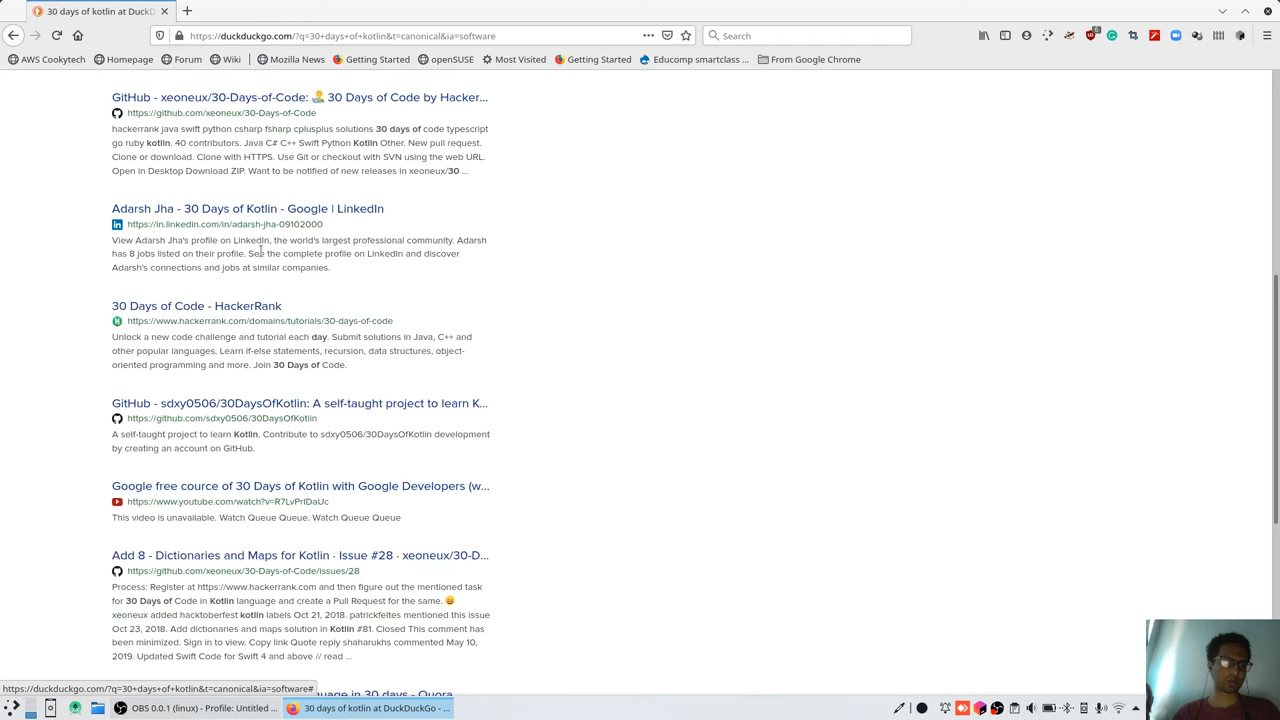 30 days of kotlin at DuckDu
https://duckduckgo.com/?q=30+days+of+kotlin&t=canonical&ia=software
Search
6
AWS Cookytech
Homepage
Forum
Wiki
Mozilla News
Getting Started
openSUSE
Most Visited
Getting Started
Educomp smartclass ...
From Google Chrome
GitHub - xeoneux/30-Days-of-Code: 👨‍💻 30 Days of Code by Hacker...
https://github.com/xeoneux/30-Days-of-Code
hackerrank java swift python csharp fsharp cplusplus solutions 30 days of code typescript
go ruby kotlin. 40 contributors. Java C# C++ Swift Python Kotlin Other. New pull request.
Clone or download. Clone with HTTPS. Use Git or checkout with SVN using the web URL.
Open in Desktop Download ZIP. Want to be notified of new releases in xeoneux/30 ...
Adarsh Jha - 30 Days of Kotlin - Google | LinkedIn
https://in.linkedin.com/in/adarsh-jha-09102000
View Adarsh Jha's profile on LinkedIn, the world's largest professional community. Adarsh
has 8 jobs listed on their profile. See the complete profile on LinkedIn and discover
Adarsh's connections and jobs at similar companies.
30 Days of Code - HackerRank
https://www.hackerrank.com/domains/tutorials/30-days-of-code
Unlock a new code challenge and tutorial each day. Submit solutions in Java, C++ and
other popular languages. Learn if-else statements, recursion, data structures, object-
oriented programming and more. Join 30 Days of Code.
GitHub - sdxy0506/30DaysOfKotlin: A self-taught project to learn K...
https://github.com/sdxy0506/30DaysOfKotlin
A self-taught project to learn Kotlin. Contribute to sdxy0506/30DaysOfKotlin development
by creating an account on GitHub.
Google free cource of 30 Days of Kotlin with Google Developers (w...
https://www.youtube.com/watch?v=R7LvPrIDaUc
This video is unavailable. Watch Queue Queue. Watch Queue Queue
Add 8 - Dictionaries and Maps for Kotlin · Issue #28 · xeoneux/30-D...
https://github.com/xeoneux/30-Days-of-Code/issues/28
Process: Register at https://www.hackerrank.com and then figure out the mentioned task
for 30 Days of Code in Kotlin language and create a Pull Request for the same. 😄
xeoneux added hacktoberfest kotlin labels Oct 21, 2018. patrickfeltes mentioned this issue
Oct 23, 2018. Add dictionaries and maps solution in Kotlin #81. Closed This comment has
been minimized. Sign in to view. Copy link Quote reply shaharukhs commented May 10,
2019. Updated Swift Code for Swift 4 and above // read ...
https://duckduckgo.com/?q=30+days+of+kotlin&t=canonical&ia=software#
uage in 30 days - Quora
OBS 0.0.1 (linux) - Profile: Untitled ...
30 days of kotlin at DuckDuckGo - ...